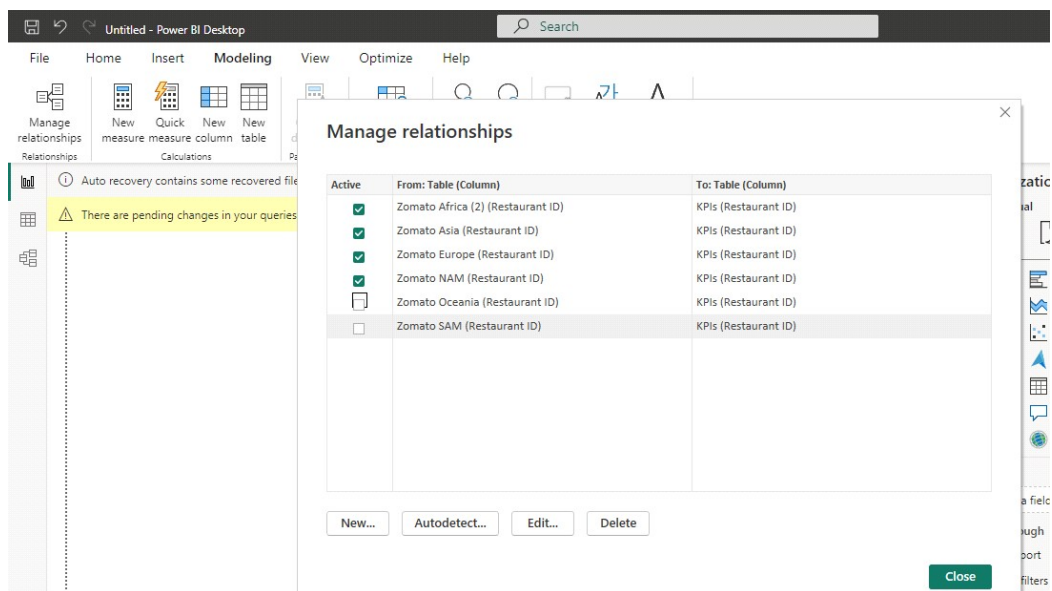 Untitled - Power BI Desktop
Search
File Home Insert Modeling View Optimize Help
Manage relationships
New measure
Quick measure
New column
New table
Relationships
Calculations
Auto recovery contains some recovered file
There are pending changes in your queries
Manage relationships
Active From: Table (Column) To: Table (Column)
Zomato Africa (2) (Restaurant ID) KPIs (Restaurant ID)
Zomato Asia (Restaurant ID) KPIs (Restaurant ID)
Zomato Europe (Restaurant ID) KPIs (Restaurant ID)
Zomato NAM (Restaurant ID) KPIs (Restaurant ID)
Zomato Oceania (Restaurant ID) KPIs (Restaurant ID)
Zomato SAM (Restaurant ID) KPIs (Restaurant ID)
New... Autodetect... Edit... Delete
Close
a field
filters